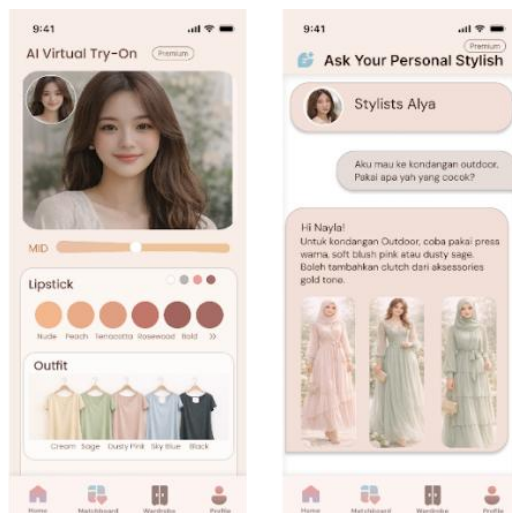 9:41
AI Virtual Try-On
Premium
MID
Lipstick
Nude Peach Terracotta Rosewood Bold »
Outfit
Cream Sage Dusty Pink Sky Blue Black
Home Matchboard Wardrobe Profile
9:41
Premium
Ask Your Personal Stylish
Stylists Alya
Aku mau ke kondangan outdoor.
Pakai apa yah yang cocok?
Hi Nayla!
Untuk kondangan Outdoor, coba pakai press
warna, soft blush pink atau dusty sage.
Boleh tambahkan clutch dari aksessories
gold tone.
Home Matchboard Wardrobe Profile